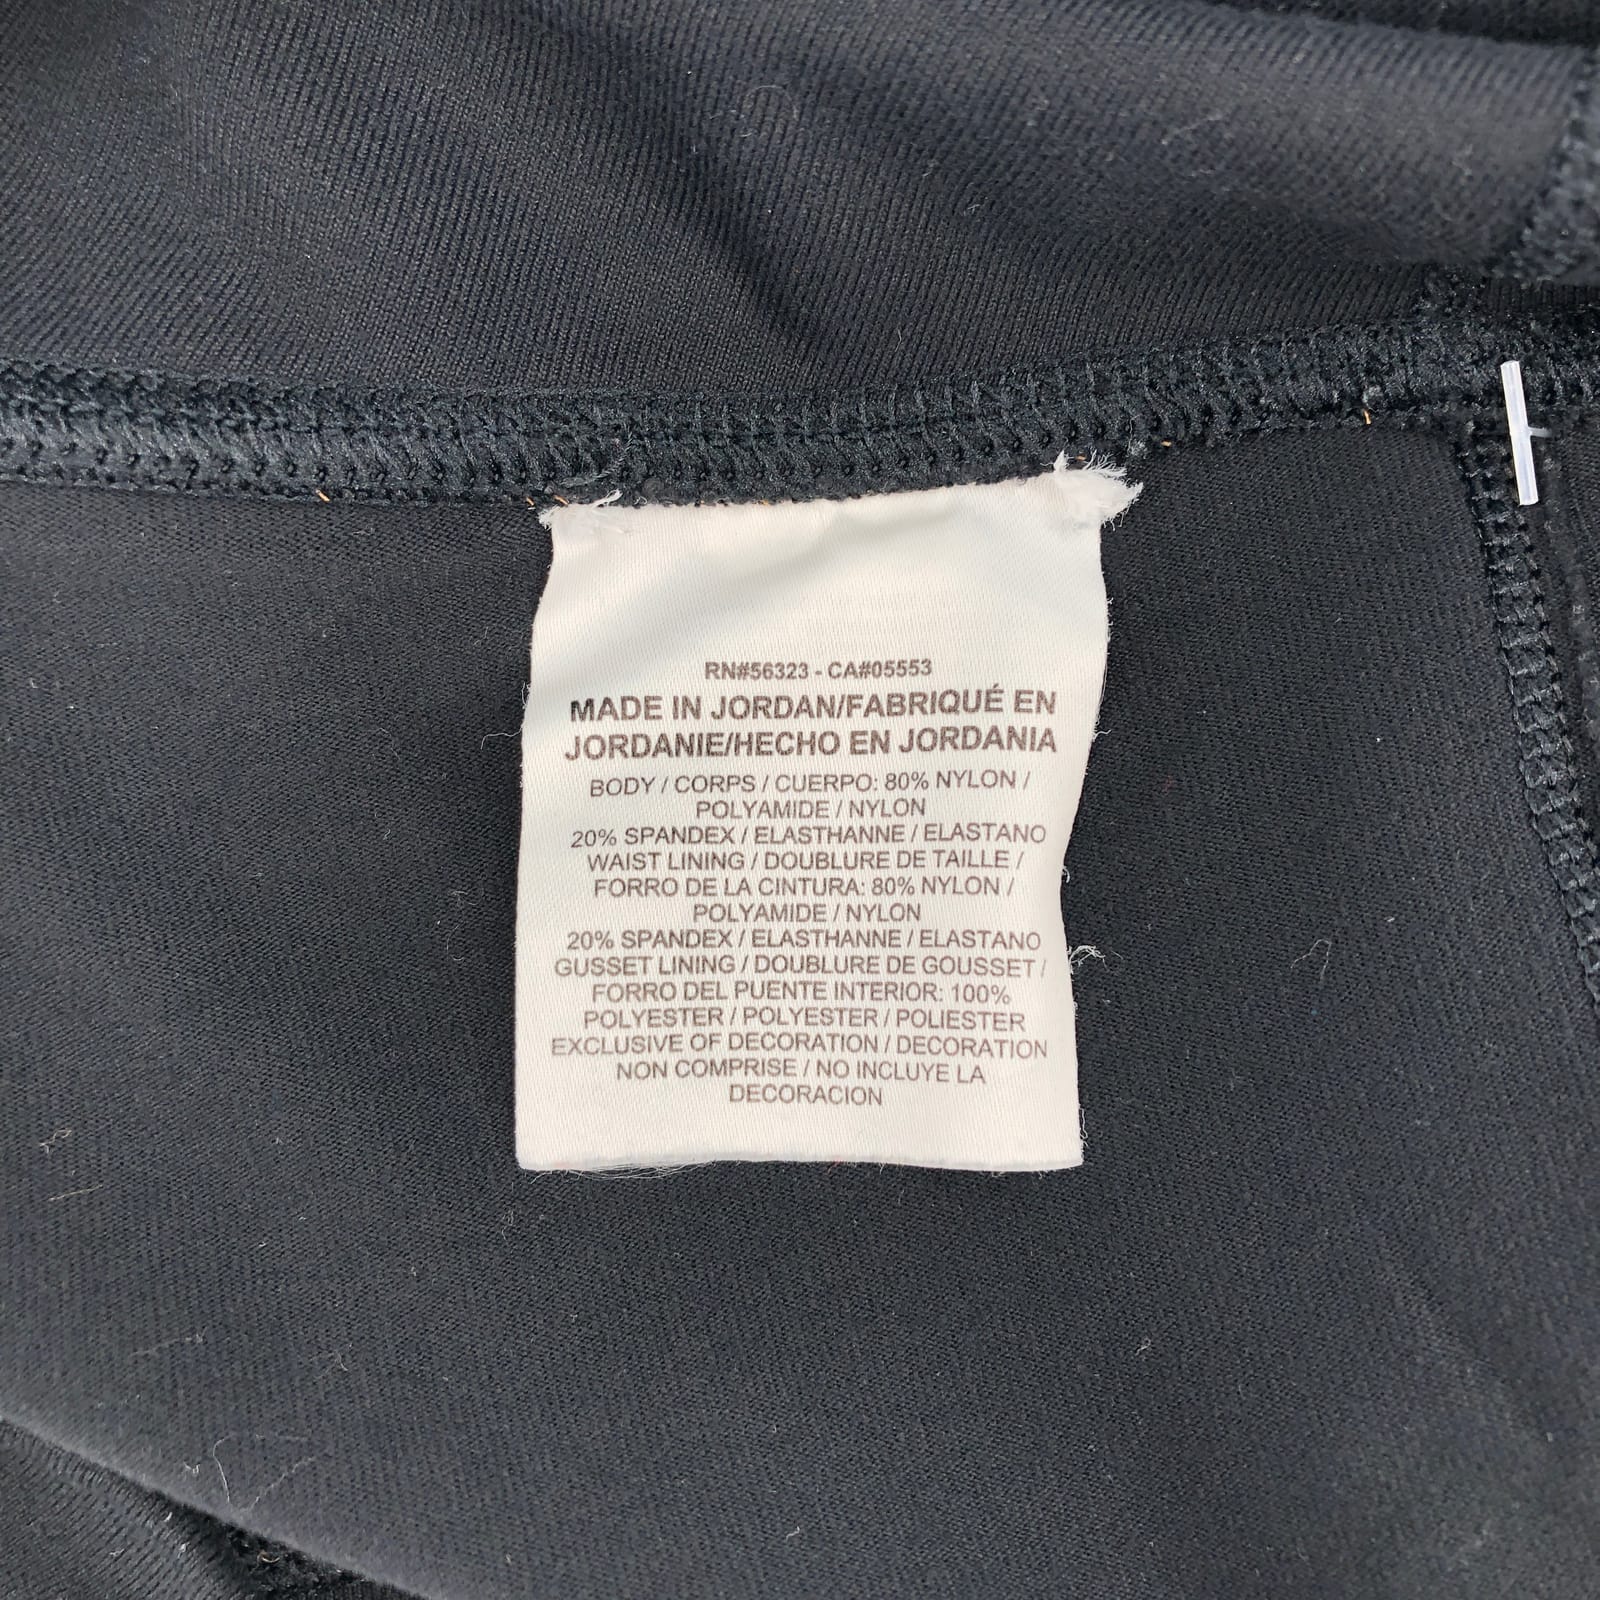 RN#56323 - CA#05553
MADE IN JORDAN/FABRIQUÉ EN
JORDANIE/HECHO EN JORDANIA
BODY / CORPS / CUERPO: 80% NYLON /
POLYAMIDE / NYLON
20% SPANDEX / ELASTHANNE / ELASTANO
WAIST LINING / DOUBLURE DE TAILLE /
FORRO DE LA CINTURA: 80% NYLON /
POLYAMIDE / NYLON
20% SPANDEX / ELASTHANNE / ELASTANO
GUSSET LINING / DOUBLURE DE GOUSSET /
FORRO DEL PUENTE INTERIOR: 100%
POLYESTER / POLYESTER / POLIESTER
EXCLUSIVE OF DECORATION / DECORATION
NON COMPRISE / NO INCLUYE LA
DECORACION